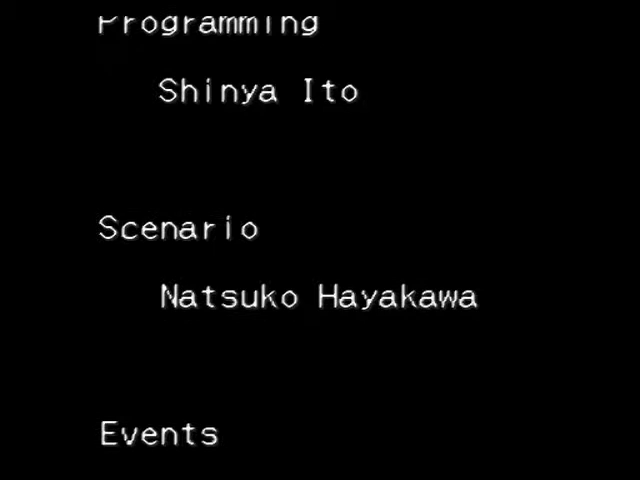 Programming
Shinya Ito
Scenario
Natsuko Hayakawa
Events